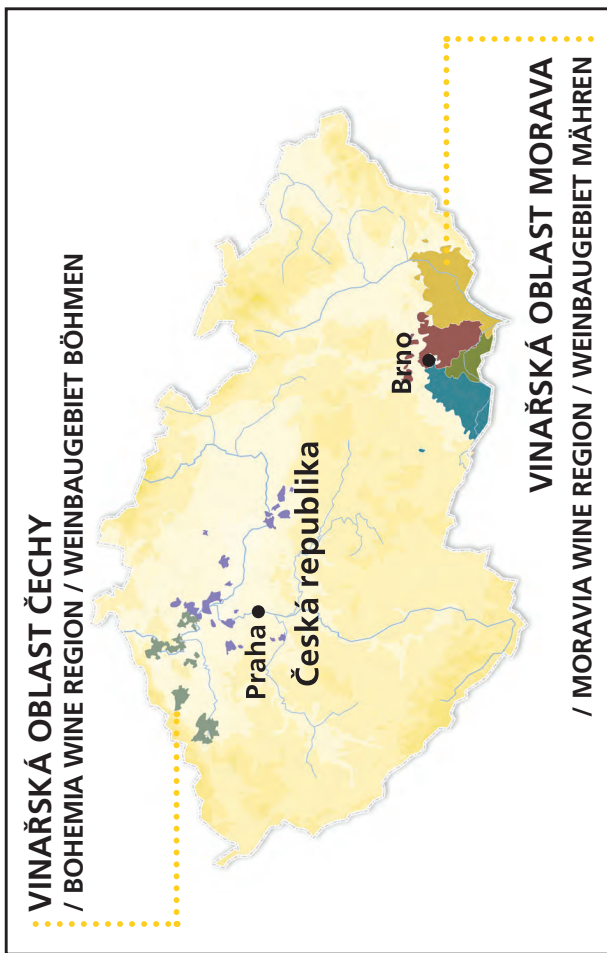 VINAŘSKÁ OBLAST ČECHY
/ BOHEMIA WINE REGION / WEINBAUGEBIET BÖHMEN
Praha
Česká republika
Brno
VINAŘSKÁ OBLAST MORAVA
/ MORAVIA WINE REGION / WEINBAUGEBIET MÄHREN